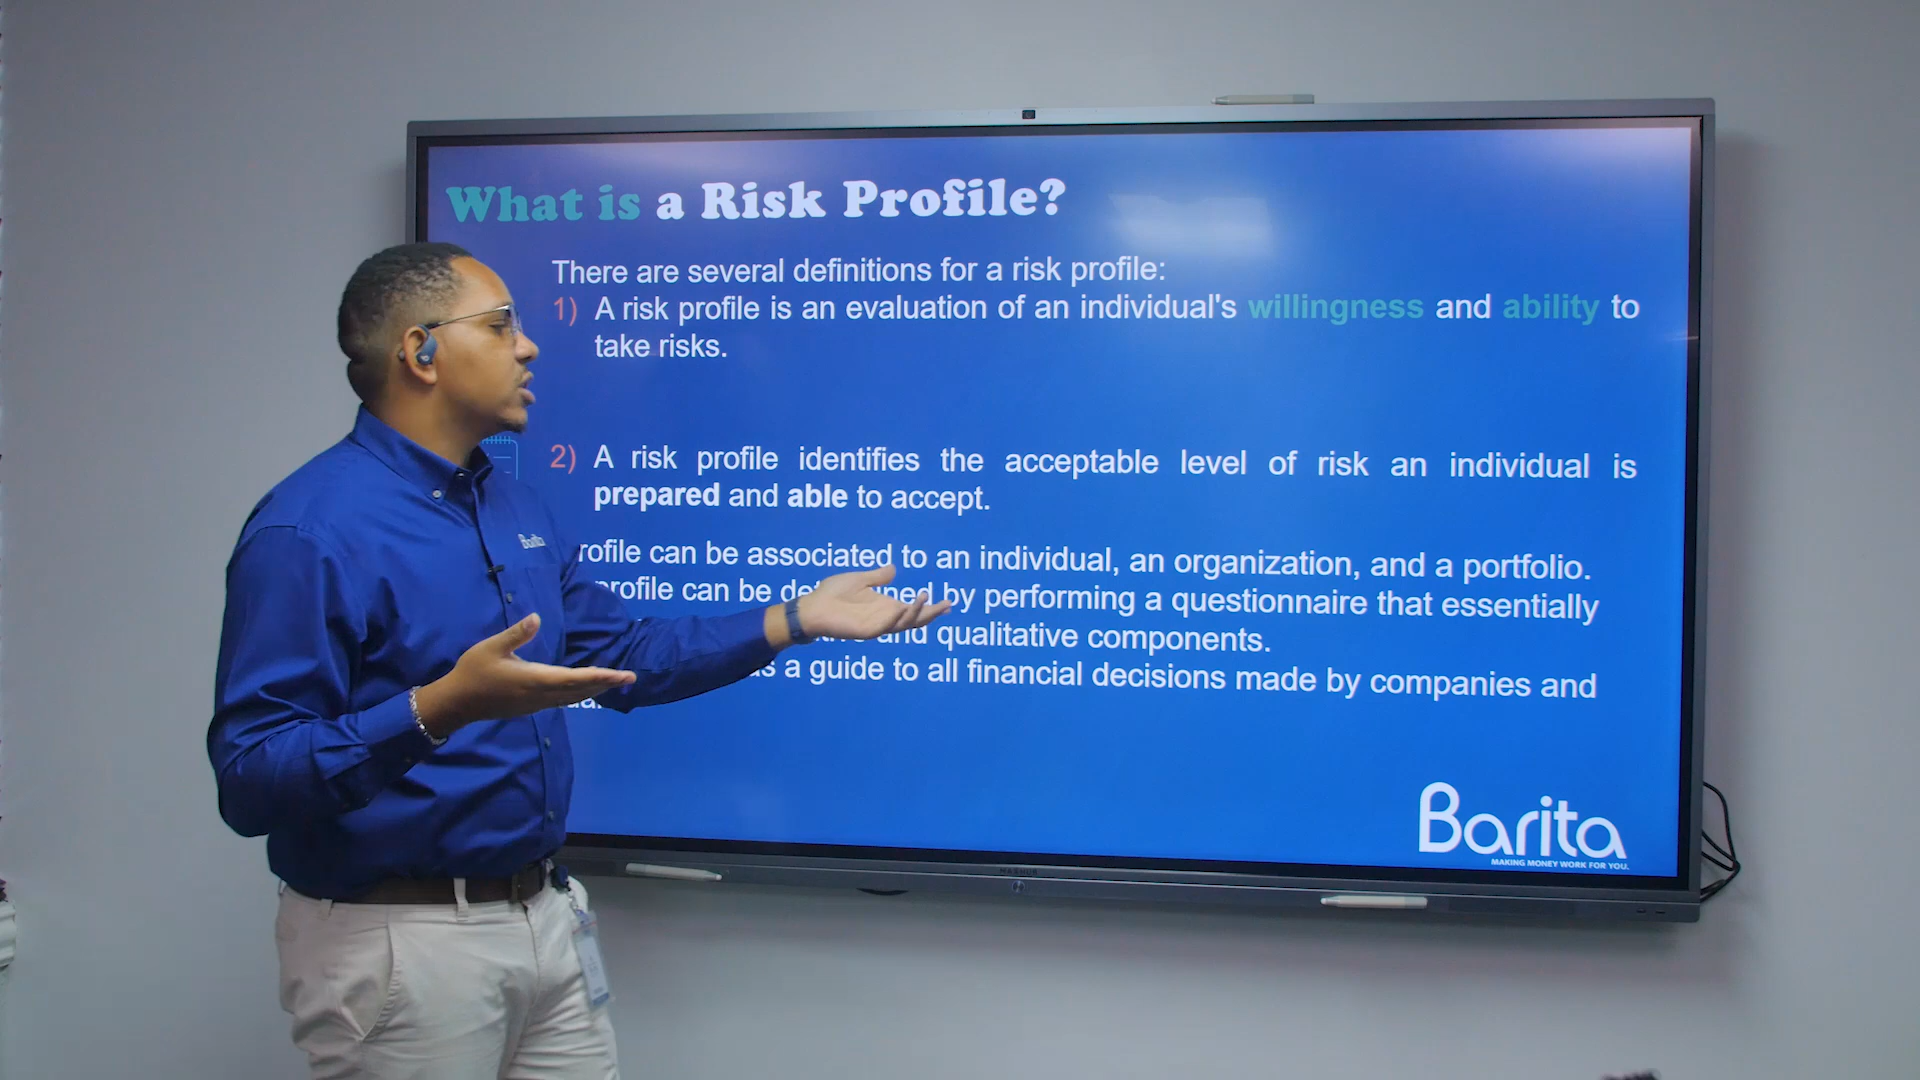 What is a Risk Profile?
There are several definitions for a risk profile:
1) A risk profile is an evaluation of an individual's willingness and ability to
take risks.
2) A risk profile identifies the acceptable level of risk an individual is
prepared and able to accept.
can be associated to an individual, an organization, and a portfolio.
can be by performing a questionnaire that essentially
and qualitative components.
a guide to all financial decisions made by companies and
Barita
Barita
MAKING MONEY WORK FOR YOU.